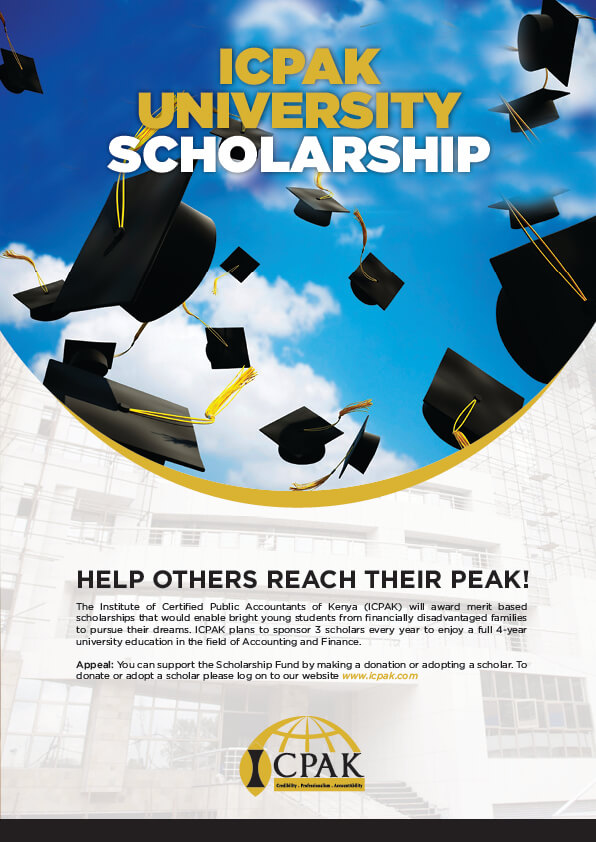 ICPAK
UNIVERSITY
SCHOLARSHIP
HELP OTHERS REACH THEIR PEAK!
The Institute of Certified Public Accountants of Kenya (ICPAK) will award merit based
scholarships that would enable bright young students from financially disadvantaged families
to pursue their dreams. ICPAK plans to sponsor 3 scholars every year to enjoy a full 4-year
university education in the field of Accounting and Finance.
Appeal: You can support the Scholarship Fund by making a donation or adopting a scholar. To
donate or adopt a scholar please log on to our website www.icpak.com
ICPAK
Credibility . Professionalism . Accountability